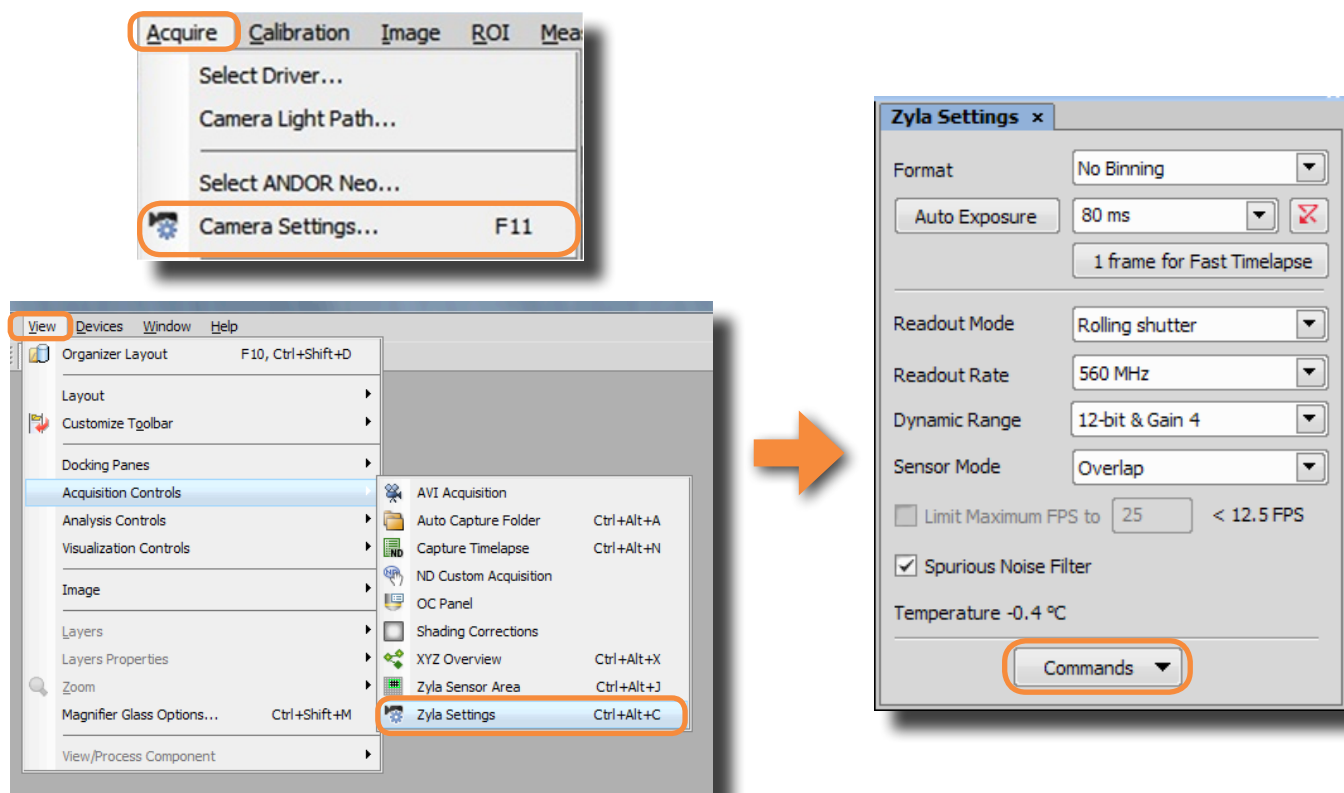 Acquire Calibration Image ROI Mea
Select Driver...
Camera Light Path...
Select ANDOR Neo...
Camera Settings... F11
View Devices Window Help
Organizer Layout F10, Ctrl+Shift+D
Layout
Customize Toolbar
Docking Panes
Acquisition Controls
Analysis Controls
Visualization Controls
Image
Layers
Layers Properties
Zoom
Magnifier Glass Options... Ctrl+Shift+M
View/Process Component
AVI Acquisition
Auto Capture Folder Ctrl+Alt+A
ND Capture Timelapse Ctrl+Alt+N
ND Custom Acquisition
OC Panel
Shading Corrections
XYZ Overview Ctrl+Alt+X
Zyla Sensor Area Ctrl+Alt+J
Zyla Settings Ctrl+Alt+C
Zyla Settings ×
Format No Binning
Auto Exposure 80 ms
1 frame for Fast Timelapse
Readout Mode Rolling shutter
Readout Rate 560 MHz
Dynamic Range 12-bit & Gain 4
Sensor Mode Overlap
Limit Maximum FPS to 25 < 12.5 FPS
Spurious Noise Filter
Temperature -0.4 ºC
Commands